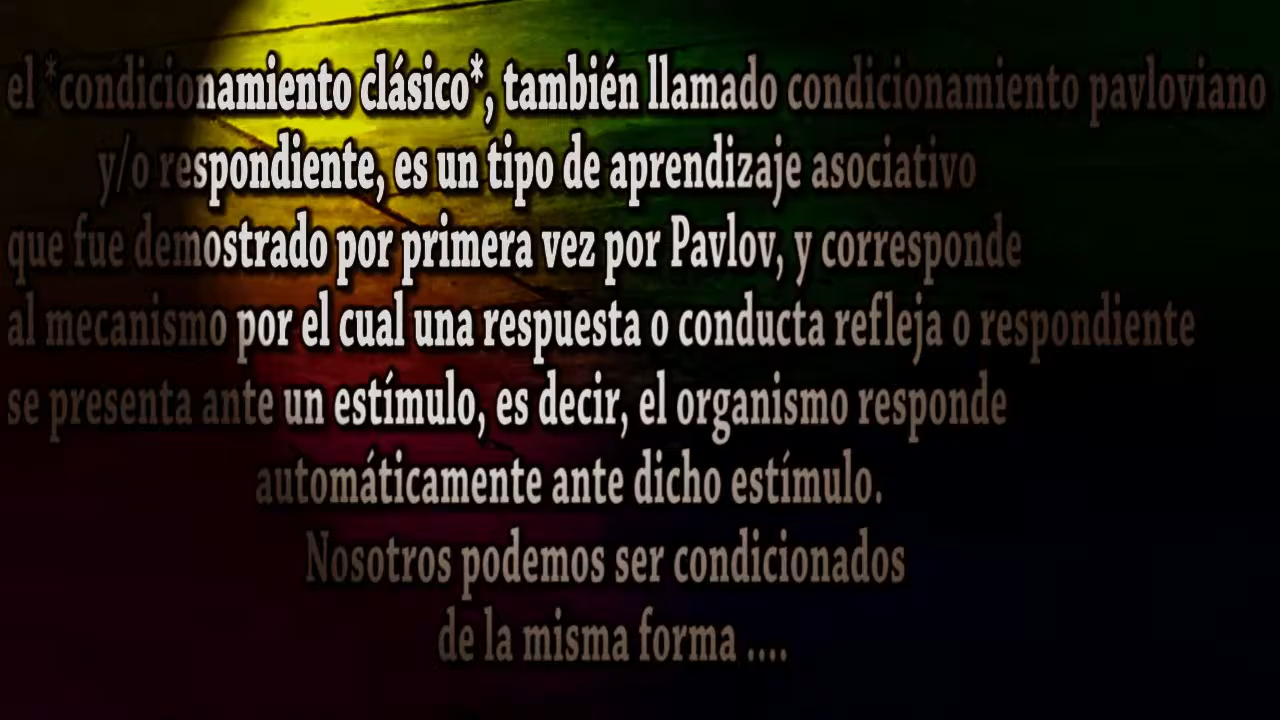 el *condicionamiento clásico*, también llamado condicionamiento pavloviano
y/o respondiente, es un tipo de aprendizaje asociativo
que fue demostrado por primera vez por Pavlov, y corresponde
al mecanismo por el cual una respuesta o conducta refleja o respondiente
se presenta ante un estímulo, es decir, el organismo responde
automáticamente ante dicho estímulo.
Nosotros podemos ser condicionados
de la misma forma ....